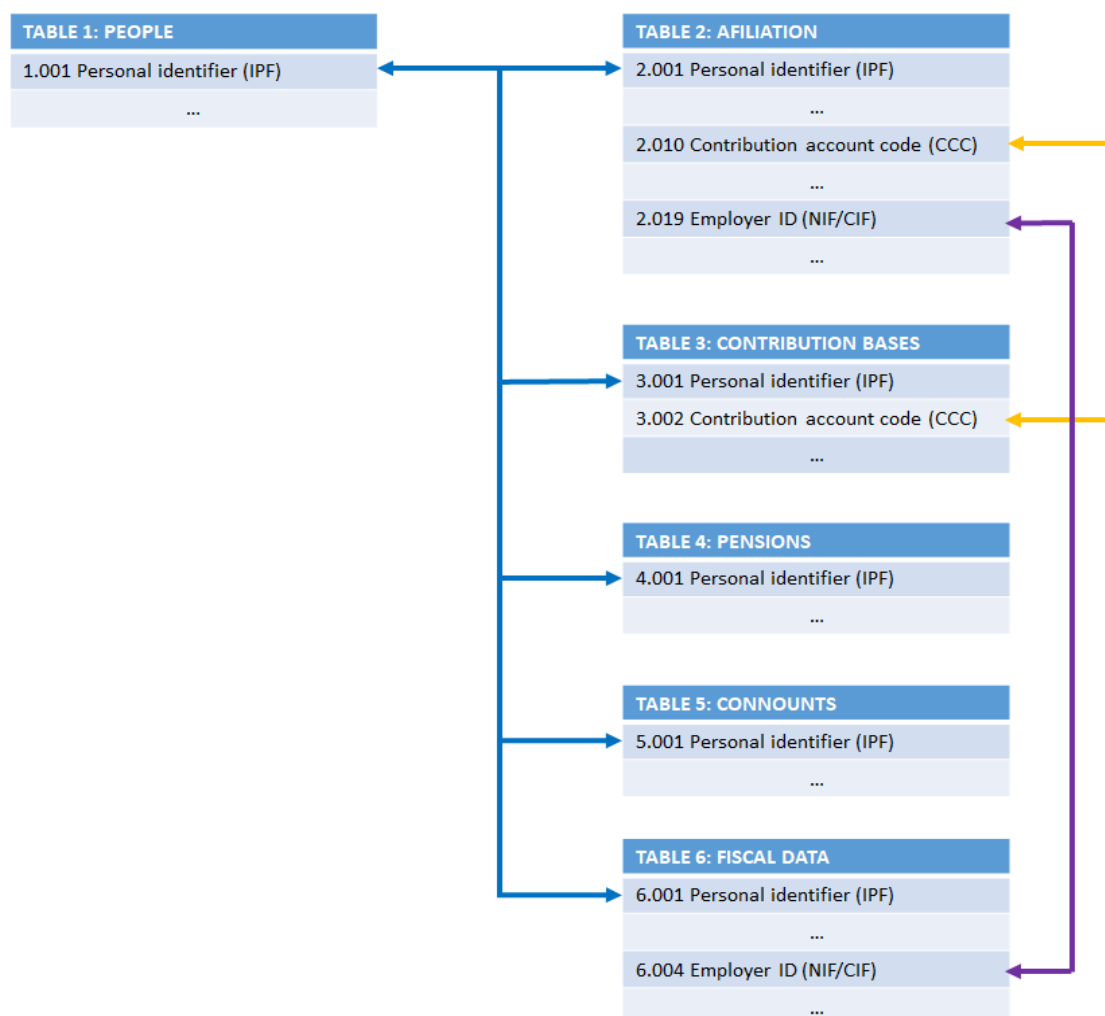 TABLE 1: PEOPLE
1.001 Personal identifier (IPF)
...
TABLE 2: AFILIATION
2.001 Personal identifier (IPF)
...
2.010 Contribution account code (CCC)
...
2.019 Employer ID (NIF/CIF)
...
TABLE 3: CONTRIBUTION BASES
3.001 Personal identifier (IPF)
3.002 Contribution account code (CCC)
...
TABLE 4: PENSIONS
4.001 Personal identifier (IPF)
...
TABLE 5: CONNOUNTS
5.001 Personal identifier (IPF)
...
TABLE 6: FISCAL DATA
6.001 Personal identifier (IPF)
...
6.004 Employer ID (NIF/CIF)
...